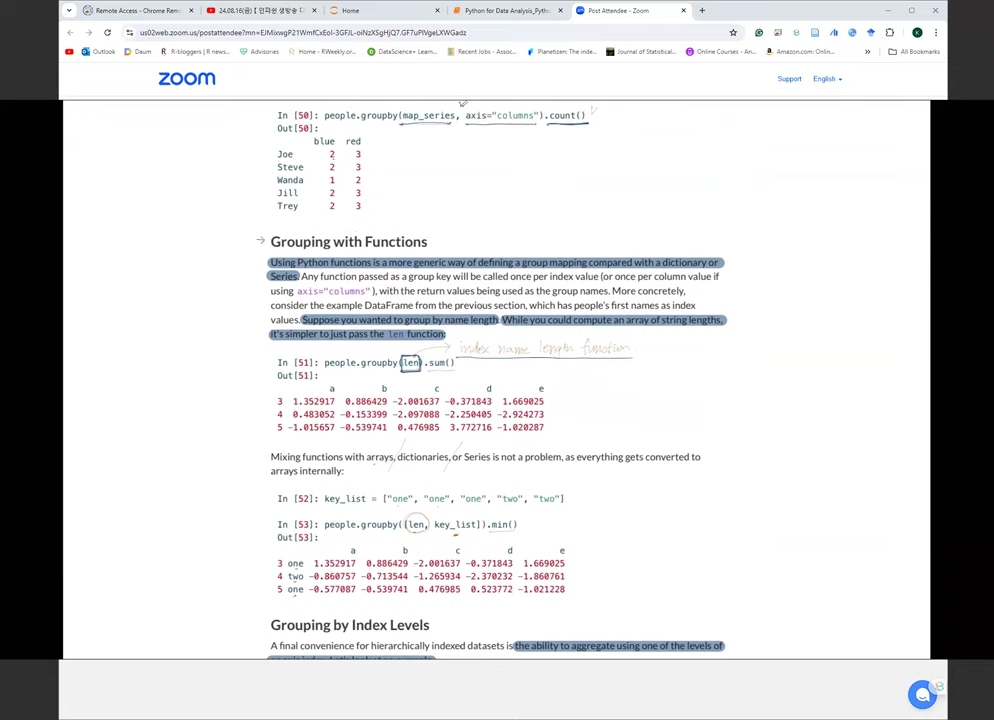 Remote Access - Chrome Rem
24.08.16(금)
Home
Python for Data Analysis_Pytho
Post Attendee - Zoom
us02web.zoom.us/postattendee?mn=
Outlook
Daum
R-bloggers | R news
Advisories
Home - RWeekly.or
DataScience+ Learn
Recent Jobs - Accom
Planetizen: The inde
Journal of Statistical
Online Courses - An
Amazon.com: Onlin
All Bookmarks
zoom
Support
English
In [50]: people.groupby(map_series, axis="columns").count()
Out[50]:
blue red
Joe 2 3
Steve 2 3
Wanda 1 2
Jill 2 3
Trey 2 3
Grouping with Functions
Using Python functions is a more generic way of defining a group mapping compared with a dictionary or
Series. Any function passed as a group key will be called once per index value (or once per column value if
using axis="columns"), with the return values being used as the group names. More concretely,
consider the example DataFrame from the previous section, which has people's first names as index
values. Suppose you wanted to group by name length. While you could compute an array of string lengths,
it's simpler to just pass the len function:
index name length function
In [51]: people.groupby(len).sum()
Out[51]:
a b c d e
3 1.352917 0.886429 -2.001637 -0.371843 1.669025
4 0.483052 -0.153399 -2.097088 -2.250405 -2.924273
5 -1.015657 -0.539741 0.476985 3.772716 -1.020287
Mixing functions with arrays, dictionaries, or Series is not a problem, as everything gets converted to
arrays internally:
In [52]: key_list = ["one", "one", "one", "two", "two"]
In [53]: people.groupby([len, key_list]).min()
Out[53]:
a b c d e
3 one 1.352917 0.886429 -2.001637 -0.371843 1.669025
4 two -0.860757 -0.713544 -1.265934 -2.370232 -1.860761
5 one -0.577087 -0.539741 0.476985 0.523772 -1.021228
Grouping by Index Levels
A final convenience for hierarchically indexed datasets is the ability to aggregate using one of the levels of